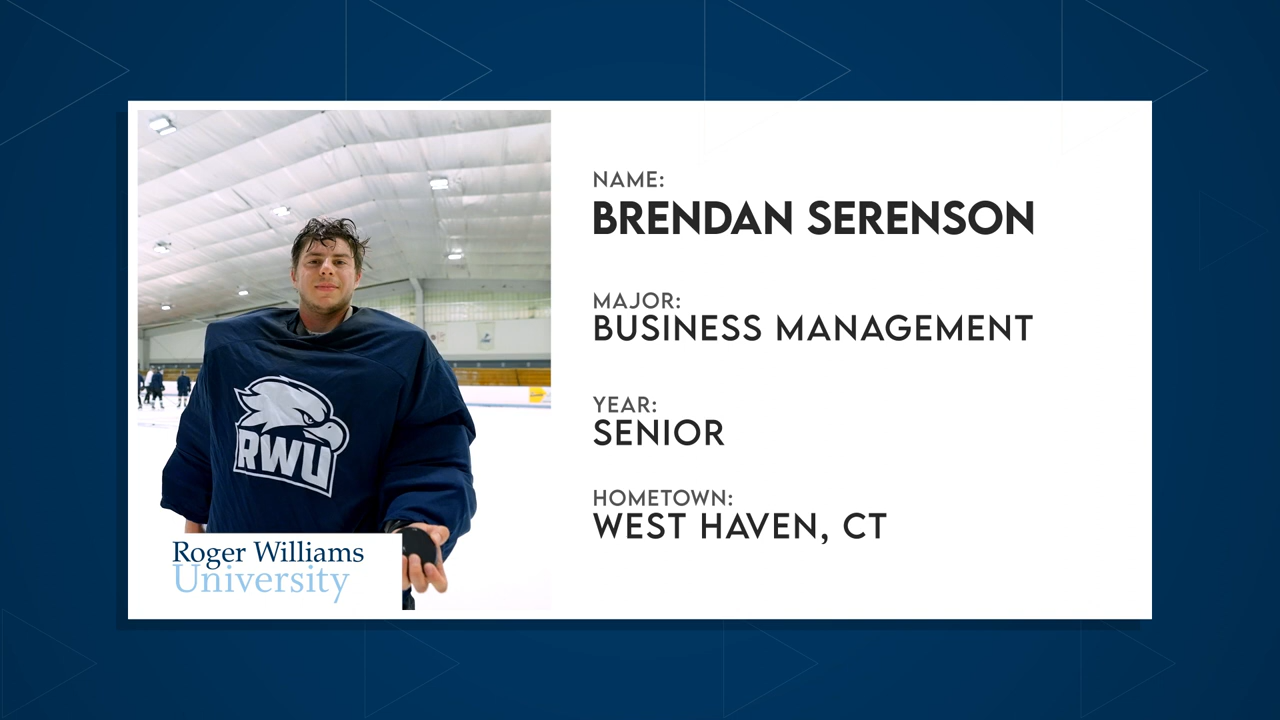 NAME:
BRENDAN SERENSON
MAJOR:
BUSINESS MANAGEMENT
YEAR:
SENIOR
HOMETOWN:
WEST HAVEN, CT
RWU
Roger Williams
University